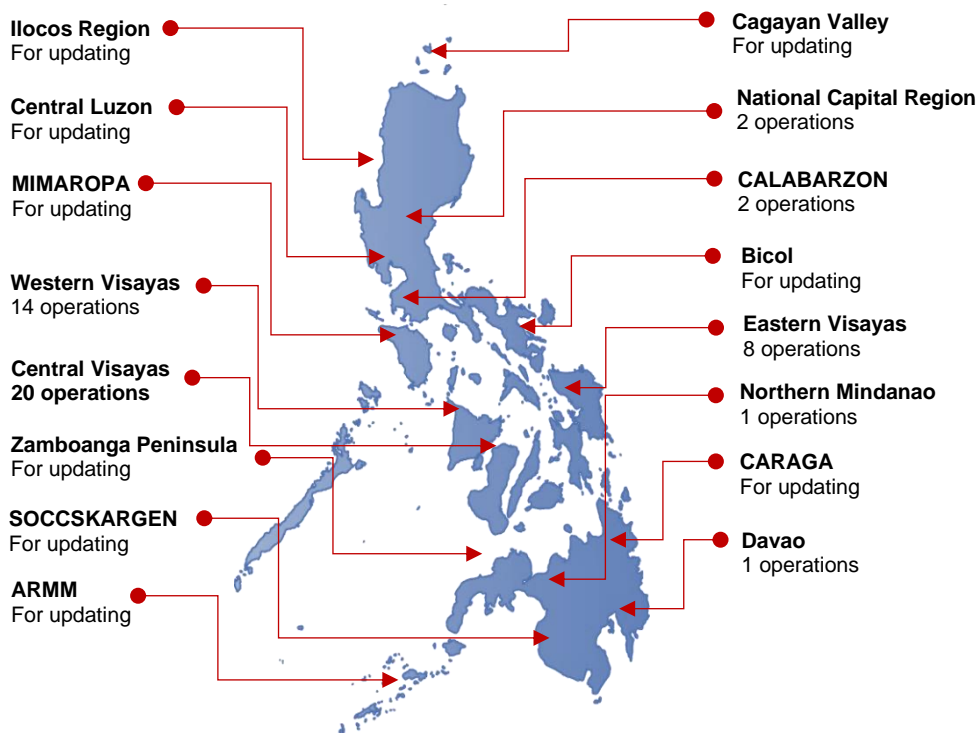 Ilocos Region
For updating
Central Luzon
For updating
MIMAROPA
For updating
Western Visayas
14 operations
Central Visayas
20 operations
Zamboanga Peninsula
For updating
SOCCSKARGEN
For updating
ARMM
For updating
Cagayan Valley
For updating
National Capital Region
2 operations
CALABARZON
2 operations
Bicol
For updating
Eastern Visayas
8 operations
Northern Mindanao
1 operations
CARAGA
For updating
Davao
1 operations